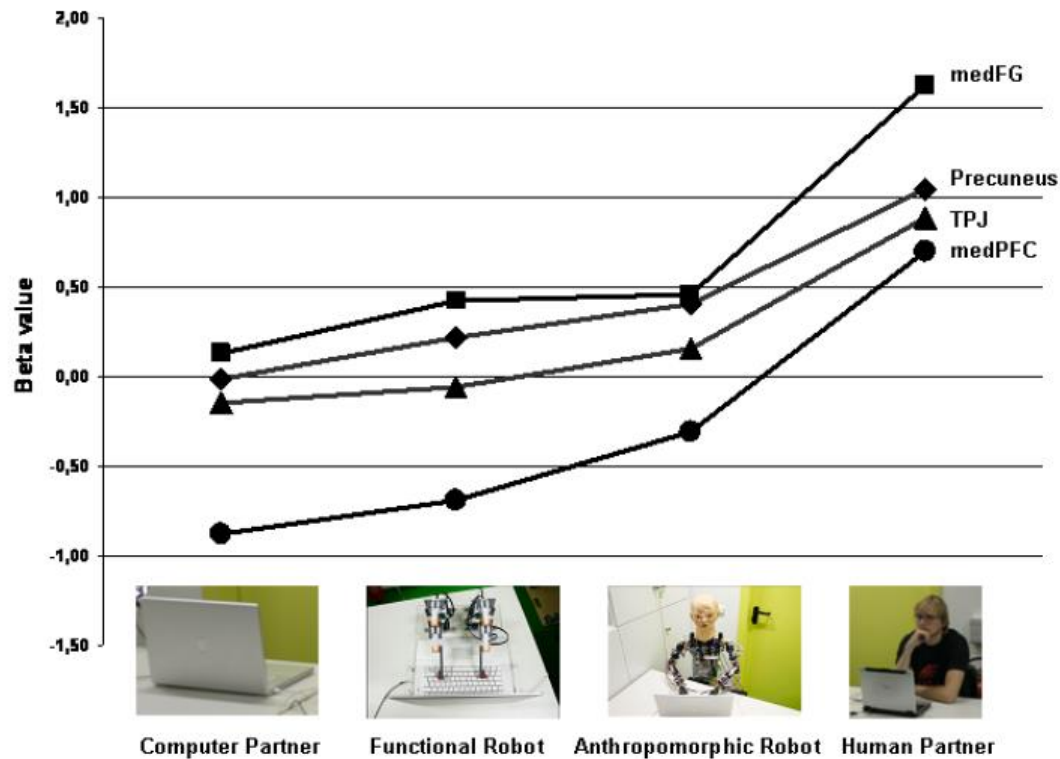 2,00
1,50
1,00
0,50
0,00
-0,50
-1,00
-1,50
Beta value
medFG
Precuneus
TPJ
medPFC
Computer Partner
Functional Robot
Anthropomorphic Robot
Human Partner